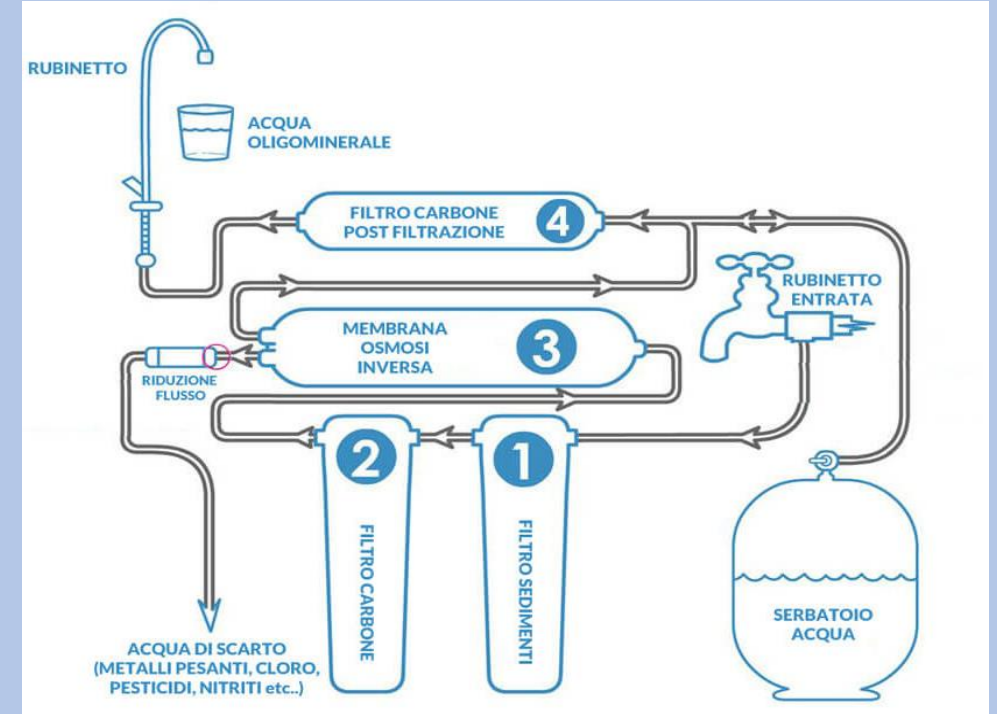 RUBINETTO
ACQUA
OLIGOMINERALE
FILTRO CARBONE
POST FILTRAZIONE
4
RUBINETTO
ENTRATA
MEMBRANA
OSMOSI
INVERSA
3
RIDUZIONE
FLUSSO
2
FILTRO CARBONE
1
FILTRO SEDIMENTI
SERBATOIO
ACQUA
ACQUA DI SCARTO
(METALLI PESANTI, CLORO,
PESTICIDI, NITRITI etc..)